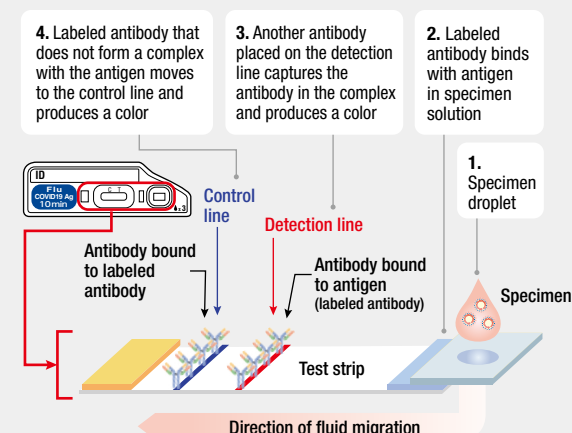 4. Labeled antibody that
does not form a complex
with the antigen moves
to the control line and
produces a color
3. Another antibody
placed on the detection
line captures the
antibody in the complex
and produces a color
2. Labeled
antibody binds
with antigen
in specimen
solution
1.
Specimen
droplet
ID
Flu
COVID19 Ag
10min
C T
x3
Control
line
Detection line
Antibody bound
to labeled
antibody
Antibody bound
to antigen
(labeled antibody)
Specimen
Test strip
Direction of fluid migration